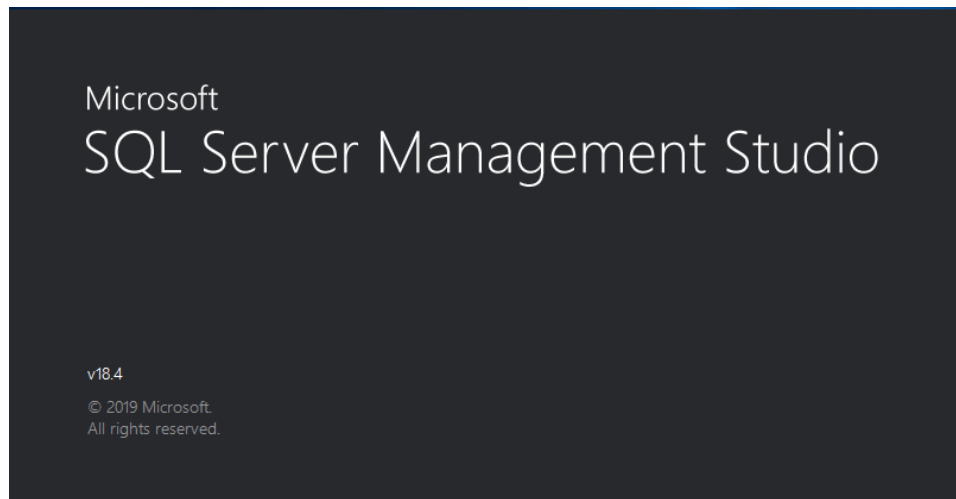 Microsoft
SQL Server Management Studio
v18.4
© 2019 Microsoft.
All rights reserved.